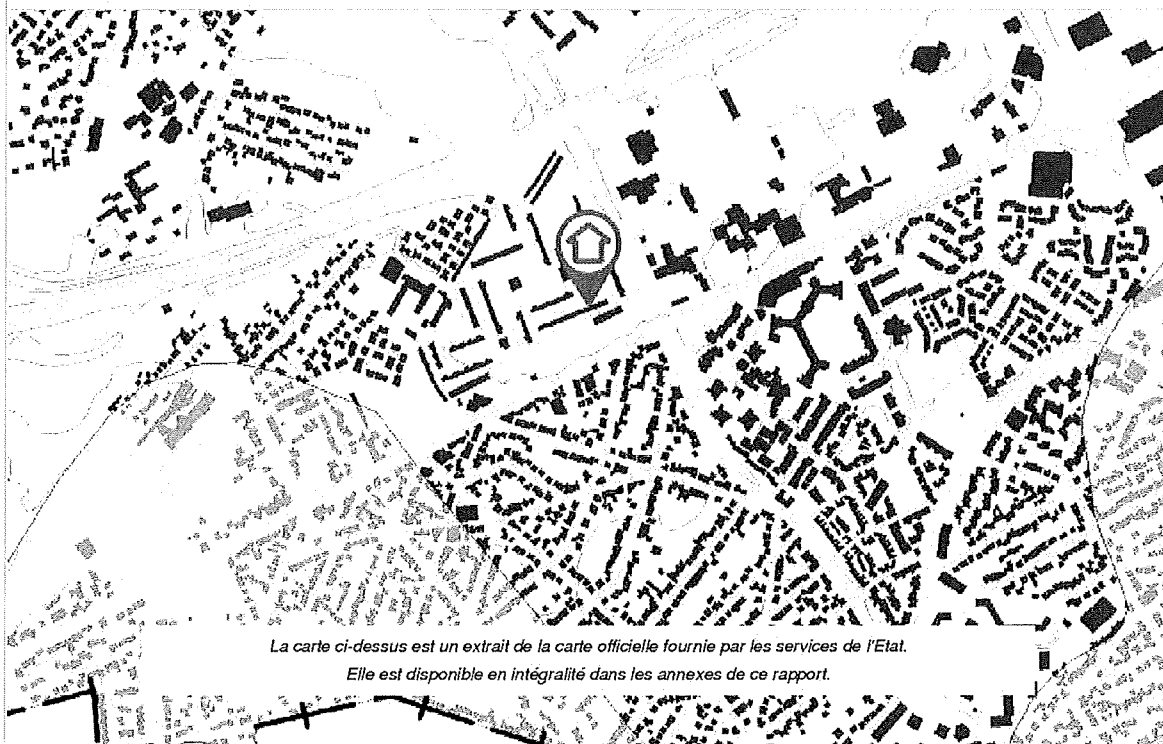 La carte ci-dessus est un extrait de la carte officielle fournie par les services de l'Etat.
Elle est disponible en intégralité dans les annexes de ce rapport.